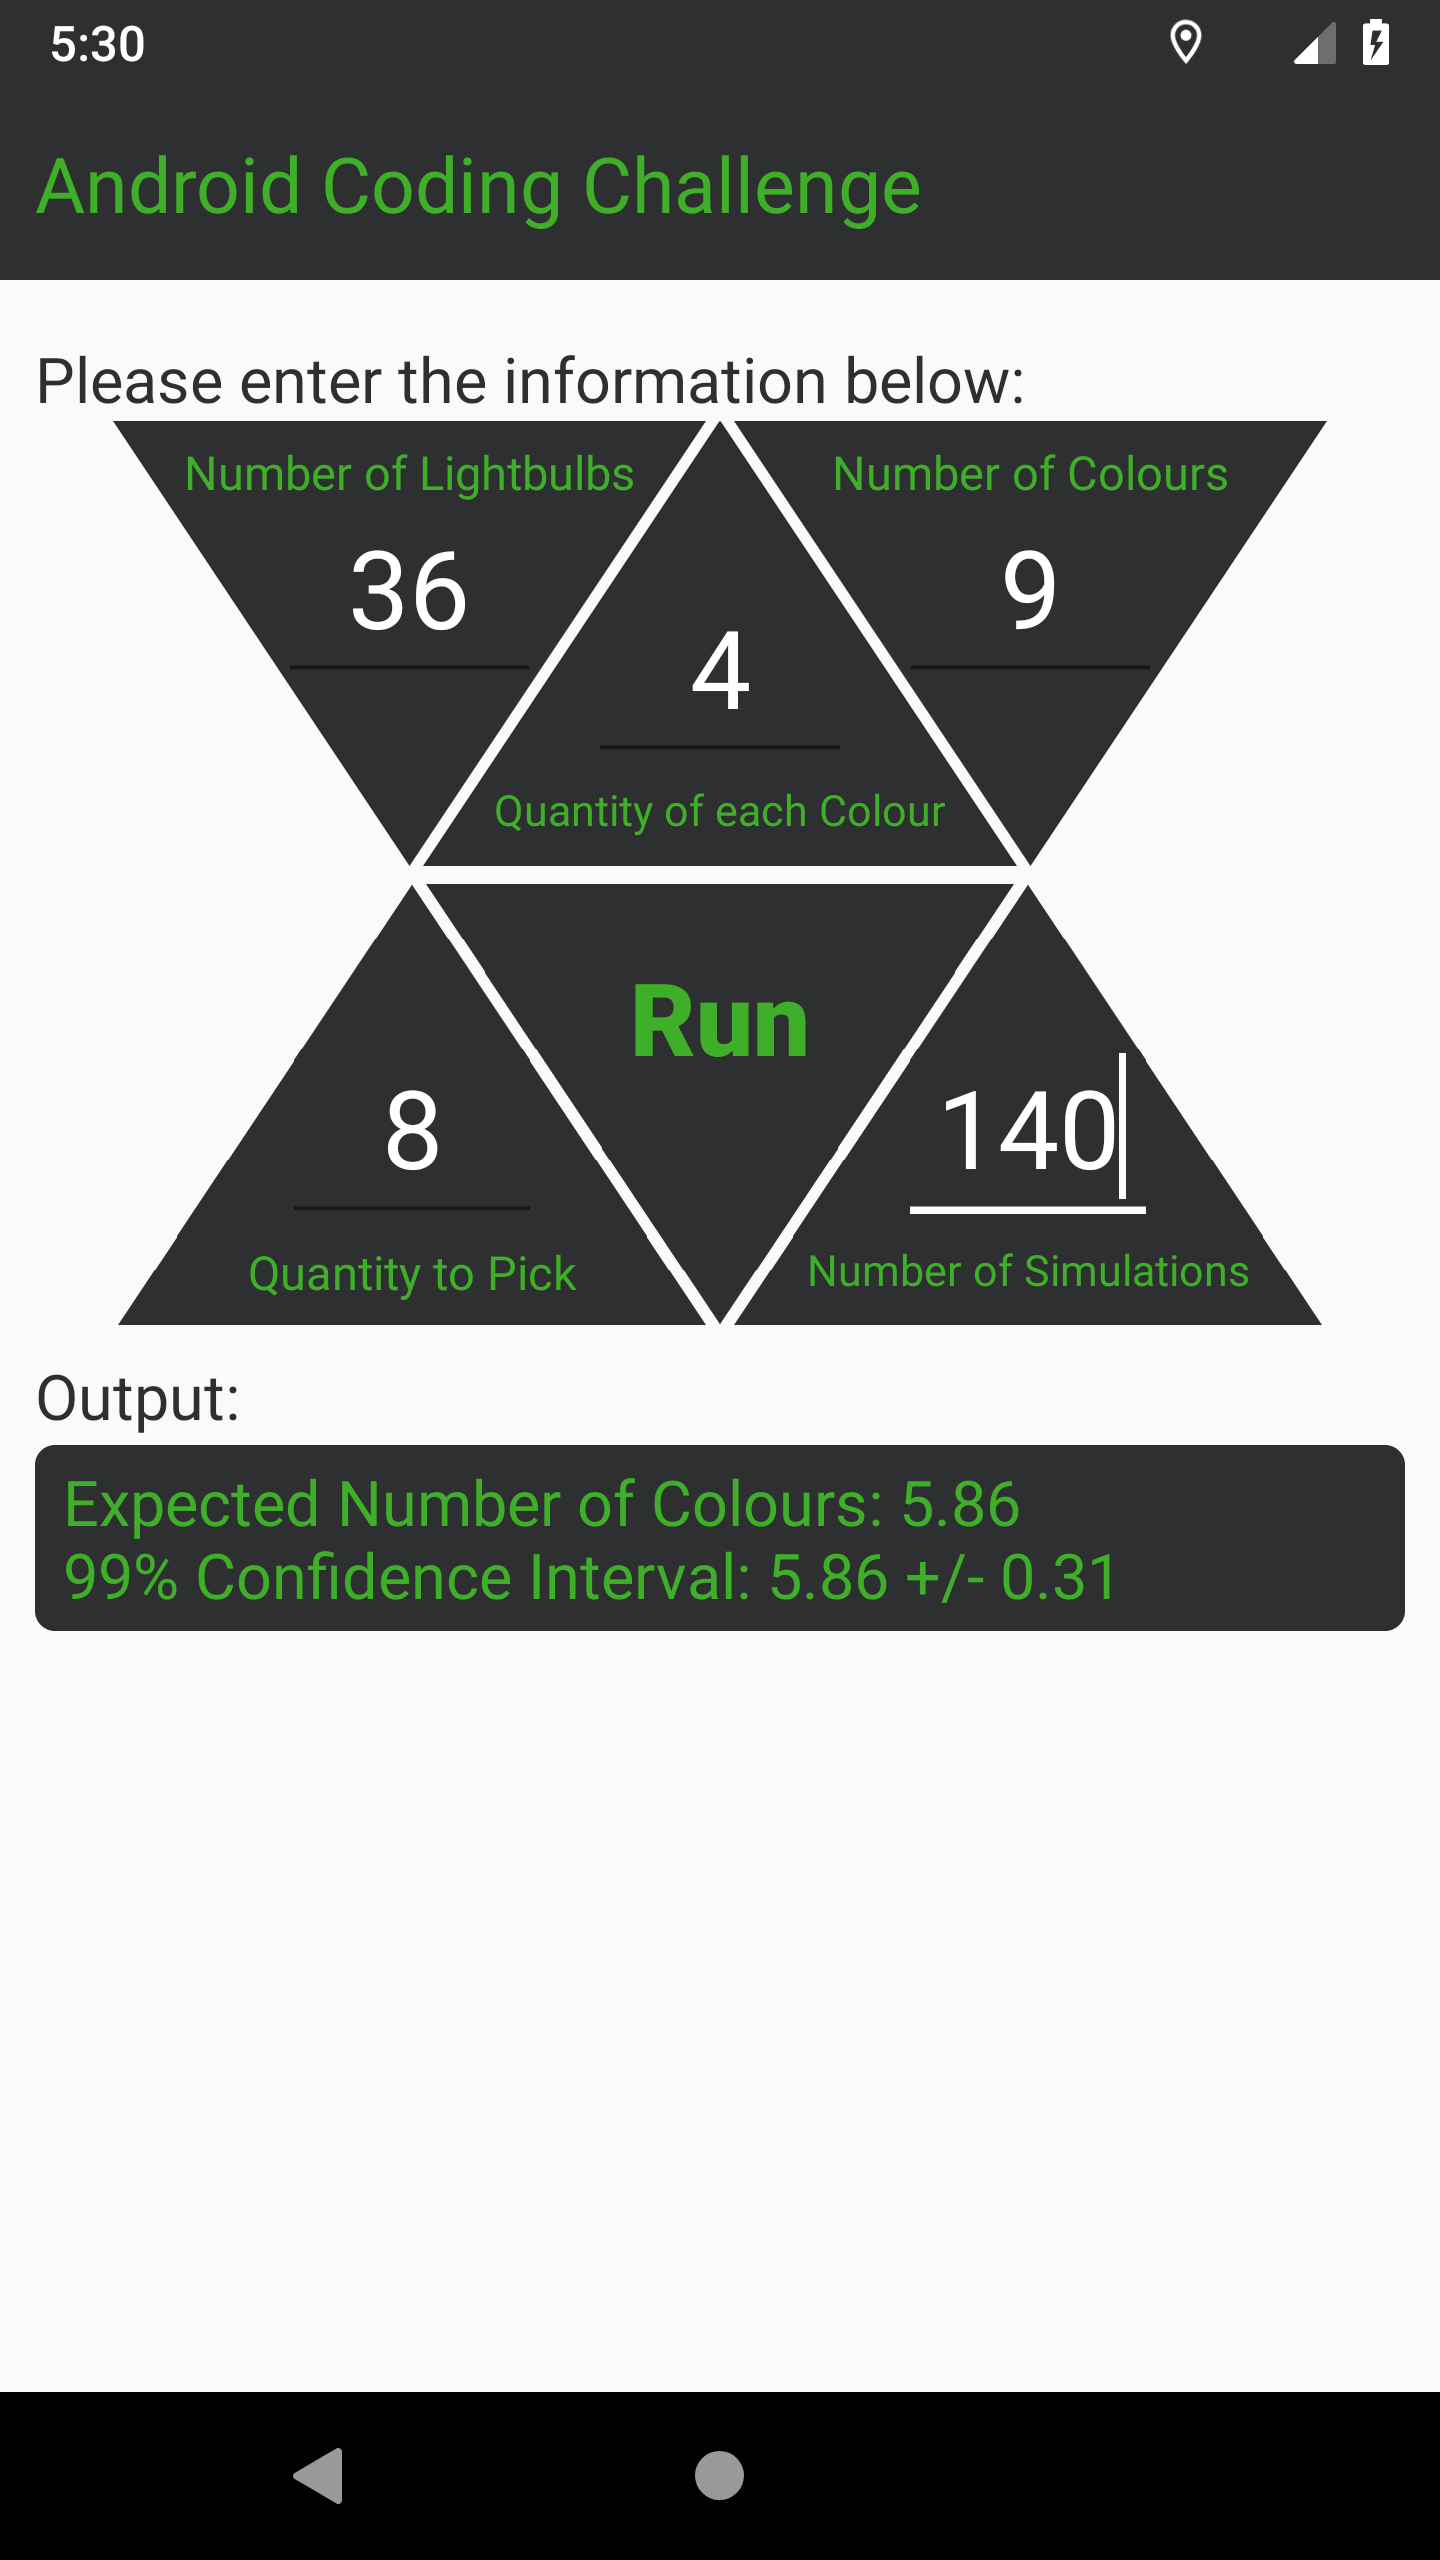 5:30
Android Coding Challenge
Please enter the information below:
Number of Lightbulbs
36
4
Quantity of each Colour
Number of Colours
9
8
Quantity to Pick
Run
140
Number of Simulations
Output:
Expected Number of Colours: 5.86
99% Confidence Interval: 5.86 +/- 0.31